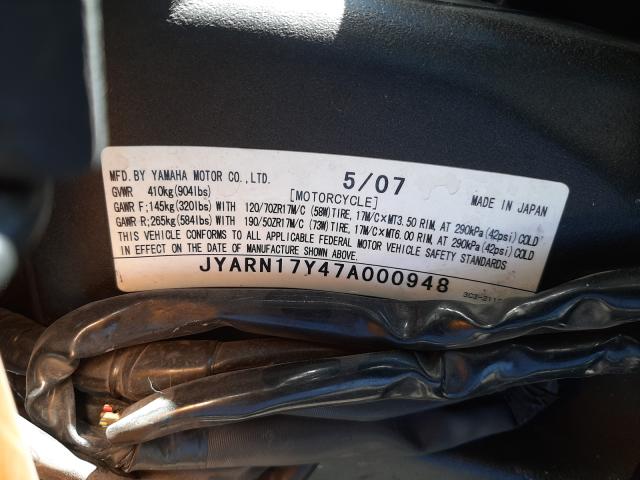 MFD. BY YAMAHA MOTOR CO., LTD. 5/07
GVWR 410kg(904lbs) [MOTORCYCLE] MADE IN JAPAN
GAWR F;145kg(320lbs) WITH 120/70ZR17M/C (58W)TIRE, 17M/C×MT3.50 RIM, AT 290kPa(42psi)COLD
GAWR R;265kg(584lbs) WITH 190/50ZR17M/C (73W)TIRE, 17M/C×MT6.00 RIM, AT 290kPa(42psi)COLD
THIS VEHICLE CONFORMS TO ALL APPLICABLE FEDERAL MOTOR VEHICLE SAFETY STANDARDS
IN EFFECT ON THE DATE OF MANUFACTURE SHOWN ABOVE.
JYARN17Y47A000948